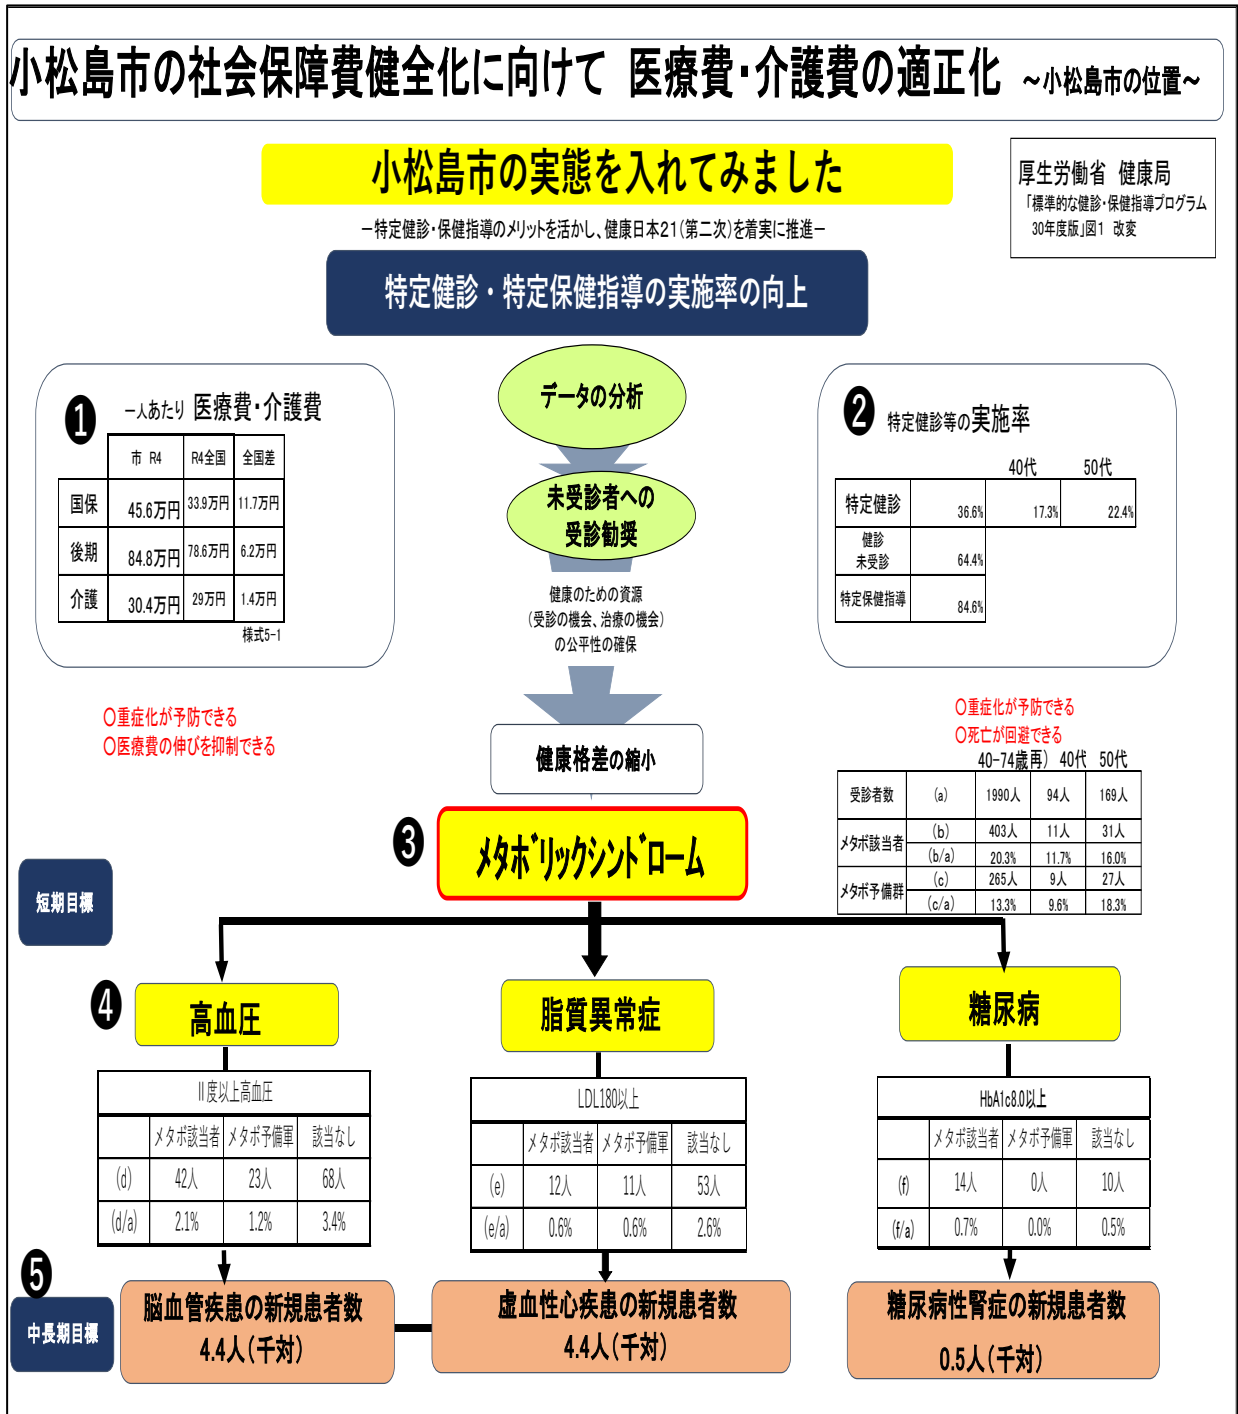 小松島市の社会保障費健全化に向けて 医療費・介護費の適正化 ～小松島市の位置～
小松島市の実態を入れてみました
厚生労働省 健康局
「標準的な健診・保健指導プログラム
30年度版」図1 改変
－特定健診・保健指導のメリットを活かし、健康日本21(第二次)を着実に推進－
特定健診・特定保健指導の実施率の向上
データの分析
未受診者への
受診勧奨
健康のための資源
(受診の機会、治療の機会)
の公平性の確保
健康格差の縮小
❶ 一人あたり 医療費・介護費
市 R4 R4全国 全国差
国保 45.6万円 33.9万円 11.7万円
後期 84.8万円 78.6万円 6.2万円
介護 30.4万円 29万円 1.4万円
様式5-1
○重症化が予防できる
○医療費の伸びを抑制できる
❷ 特定健診等の実施率
40代 50代
特定健診 36.6% 17.3% 22.4%
健診
未受診 64.4%
特定保健指導 84.6%
○重症化が予防できる
○死亡が回避できる
40-74歳 再) 40代 50代
受診者数 (a) 1990人 94人 169人
メタボ該当者 (b) 403人 11人 31人
(b/a) 20.3% 11.7% 16.0%
メタボ予備群 (c) 265人 9人 27人
(c/a) 13.3% 9.6% 18.3%
❸ メタボリックシンドローム
短期目標
❹ 高血圧
Ⅱ度以上高血圧
メタボ該当者 メタボ予備軍 該当なし
(d) 42人 23人 68人
(d/a) 2.1% 1.2% 3.4%
脂質異常症
LDL180以上
メタボ該当者 メタボ予備軍 該当なし
(e) 12人 11人 53人
(e/a) 0.6% 0.6% 2.6%
糖尿病
HbA1c8.0以上
メタボ該当者 メタボ予備軍 該当なし
(f) 14人 0人 10人
(f/a) 0.7% 0.0% 0.5%
❺
中長期目標
脳血管疾患の新規患者数
4.4人(千対)
虚血性心疾患の新規患者数
4.4人(千対)
糖尿病性腎症の新規患者数
0.5人(千対)